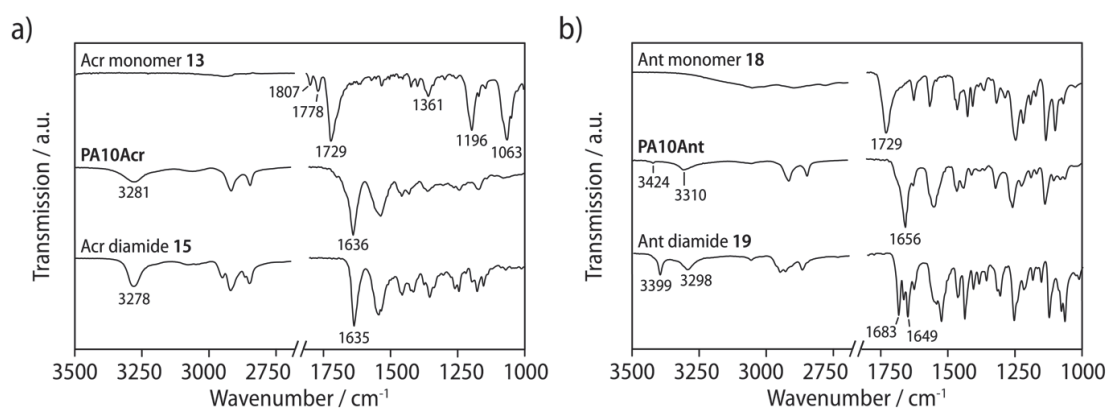 a)
Transmission / a.u.
Acr monomer 13
1807
1778
1729
1361
1196
1063
PA10Acr
3281
1636
Acr diamide 15
3278
1635
3500 3250 3000 2750 1750 1500 1250 1000
Wavenumber / cm-1
b)
Transmission / a.u.
Ant monomer 18
1729
PA10Ant
3424
3310
1656
Ant diamide 19
3399
3298
1683
1649
3500 3250 3000 2750 1750 1500 1250 1000
Wavenumber / cm-1